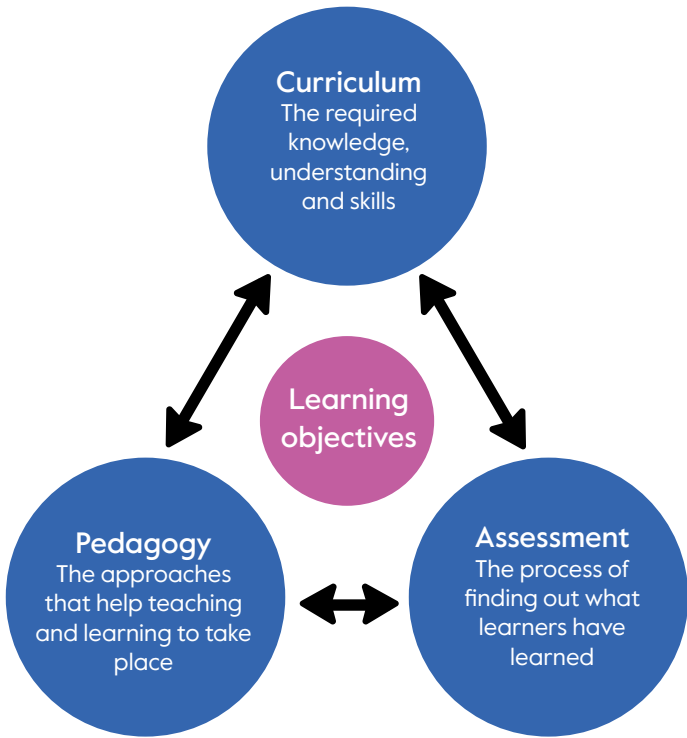 Curriculum
The required
knowledge,
understanding
and skills
Learning
objectives
Pedagogy
The approaches
that help teaching
and learning to take
place
Assessment
The process of
finding out what
learners have
learned